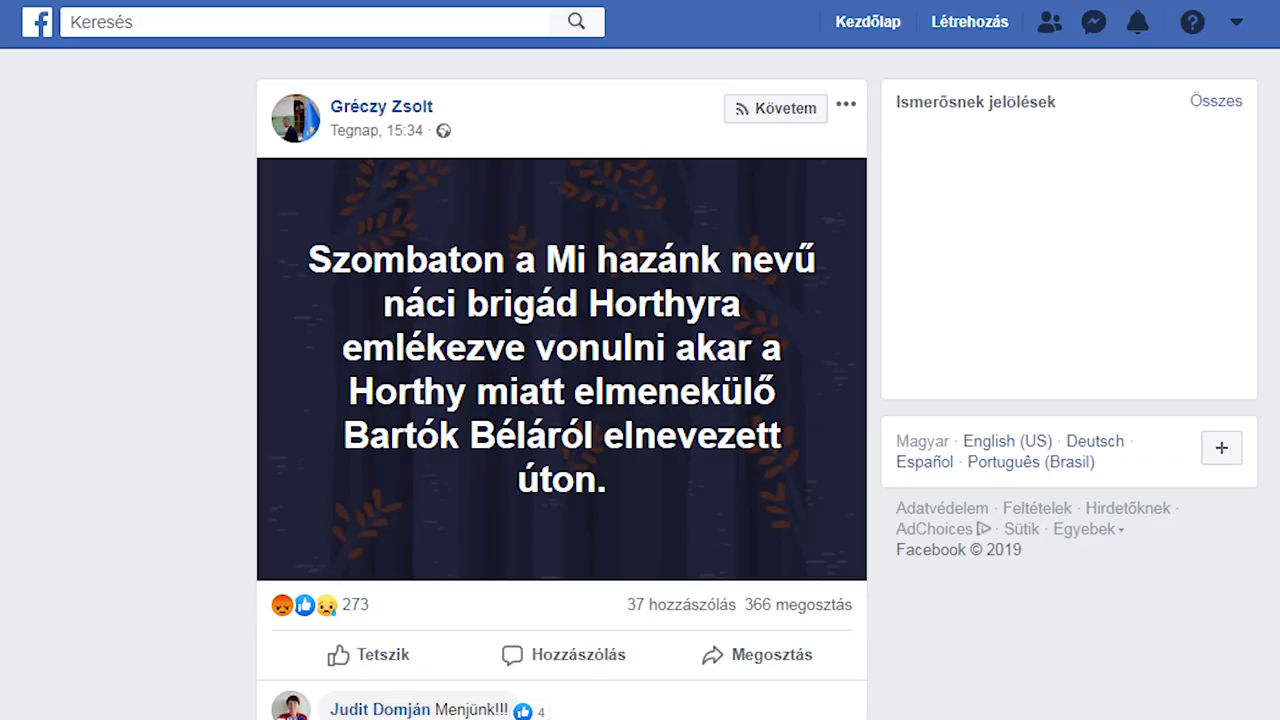 Keresés
Kezdőlap
Létrehozás
Gréczy Zsolt
Tegnap, 15:34 ·
Követem
Szombaton a Mi hazánk nevű
náci brigád Horthyra
emlékezve vonulni akar a
Horthy miatt elmenekülő
Bartók Béláról elnevezett
úton.
273
37 hozzászólás 366 megosztás
Tetszik
Hozzászólás
Megosztás
Judit Domján Menjünk!!! 4
Ismerősnek jelölések
Összes
Magyar · English (US) · Deutsch ·
Español · Português (Brasil)
Adatvédelem · Feltételek · Hirdetőknek ·
AdChoices · Sütik · Egyebek
Facebook © 2019